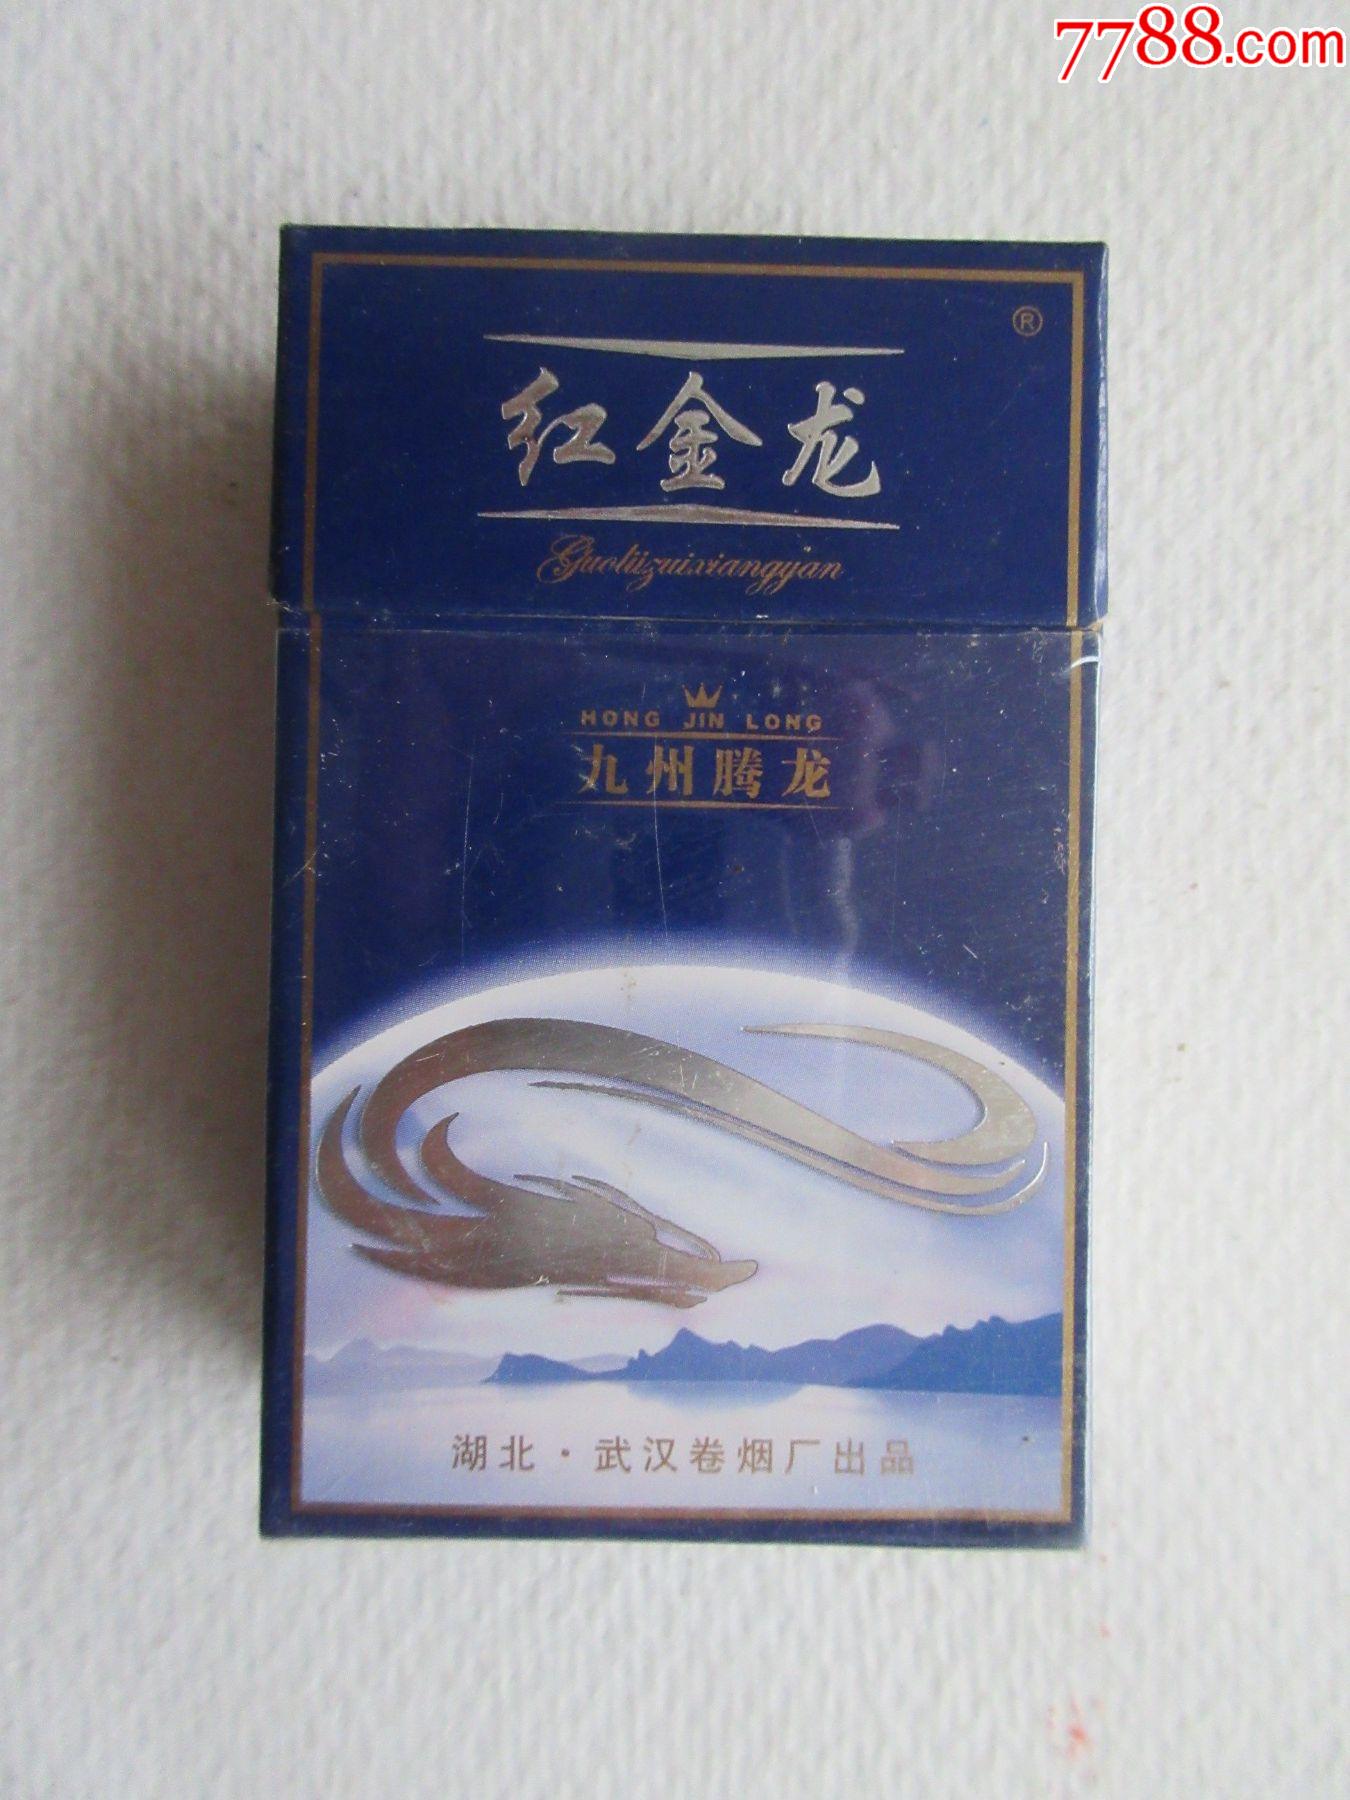 7788.com
®
红金龙
Guolüzuixiangyan
HONG JIN LONG
九州腾龙
湖北·武汉卷烟厂出品